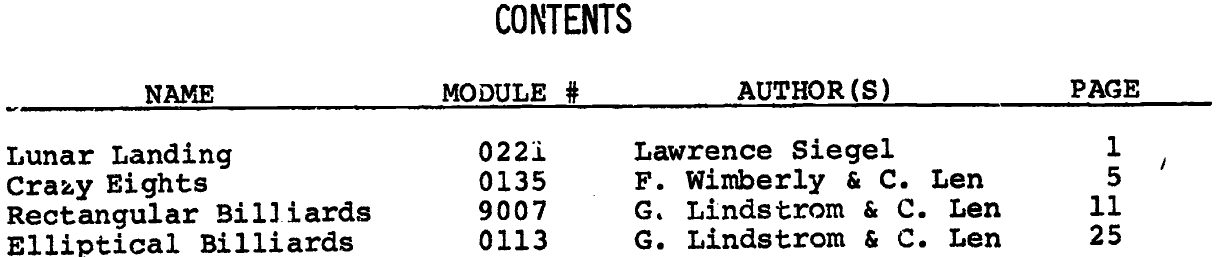 CONTENTS
NAME MODULE # AUTHOR(S) PAGE
Lunar Landing 0221 Lawrence Siegel 1
Crazy Eights 0135 F. Wimberly & C. Len 5
Rectangular Billiards 9007 G. Lindstrom & C. Len 11
Elliptical Billiards 0113 G. Lindstrom & C. Len 25